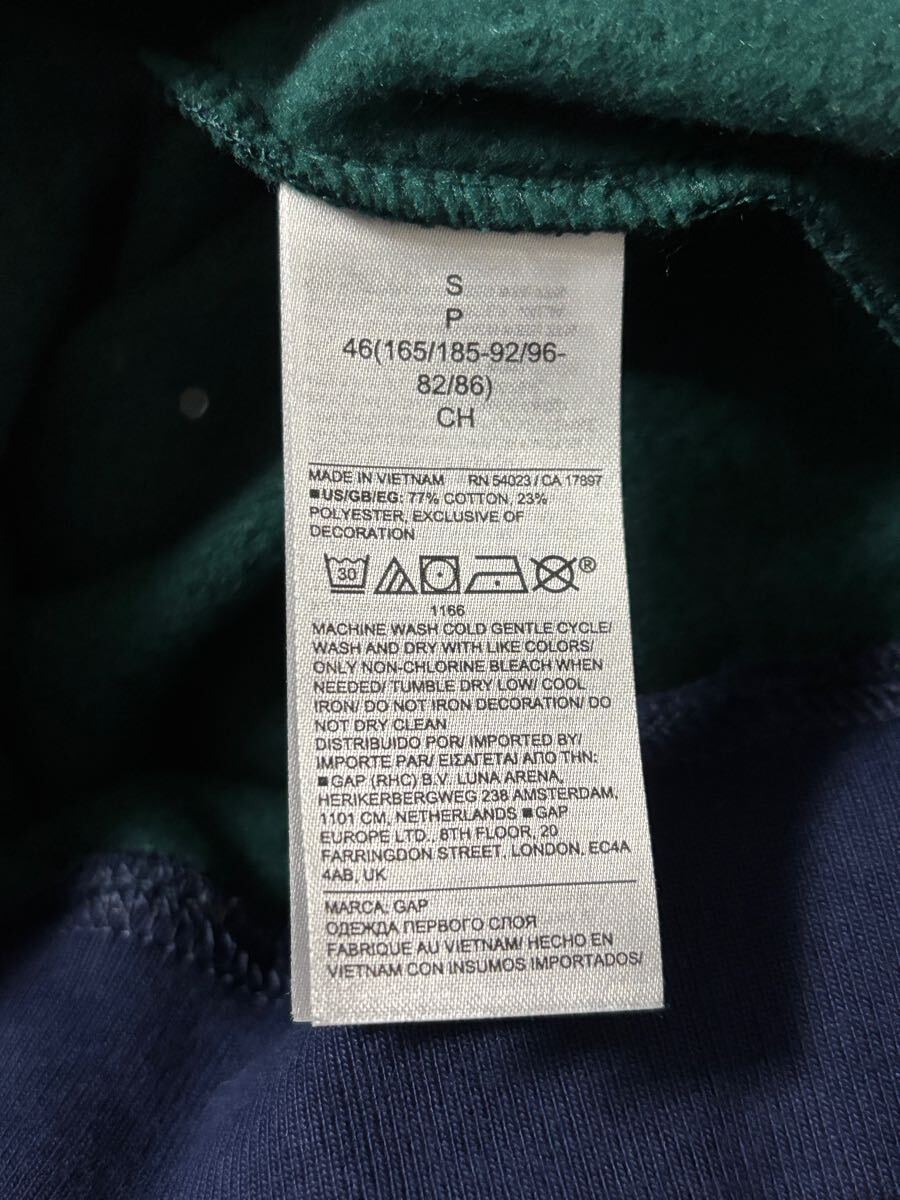 S
P
46(165/185-92/96-
82/86)
CH
MADE IN VIETNAM RN 54023 / CA 17897
■US/GB/EG: 77% COTTON, 23%
POLYESTER, EXCLUSIVE OF
DECORATION
30 ®
1166
MACHINE WASH COLD GENTLE CYCLE/
WASH AND DRY WITH LIKE COLORS/
ONLY NON-CHLORINE BLEACH WHEN
NEEDED/ TUMBLE DRY LOW/ COOL
IRON/ DO NOT IRON DECORATION/ DO
NOT DRY CLEAN
DISTRIBUIDO POR/ IMPORTED BY/
IMPORTE PAR/ ΕΙΣΑΓΕΤΑΙ ΑΠΟ ΤΗΝ:
■GAP (RHC) B.V. LUNA ARENA,
HERIKERBERGWEG 238 AMSTERDAM,
1101 CM, NETHERLANDS ■GAP
EUROPE LTD. 8TH FLOOR, 20
FARRINGDON STREET, LONDON, EC4A
4AB, UK
MARCA, GAP
ОДЕЖДА ПЕРВОГО СЛОЯ
FABRIQUE AU VIETNAM/ HECHO EN
VIETNAM CON INSUMOS IMPORTADOS/